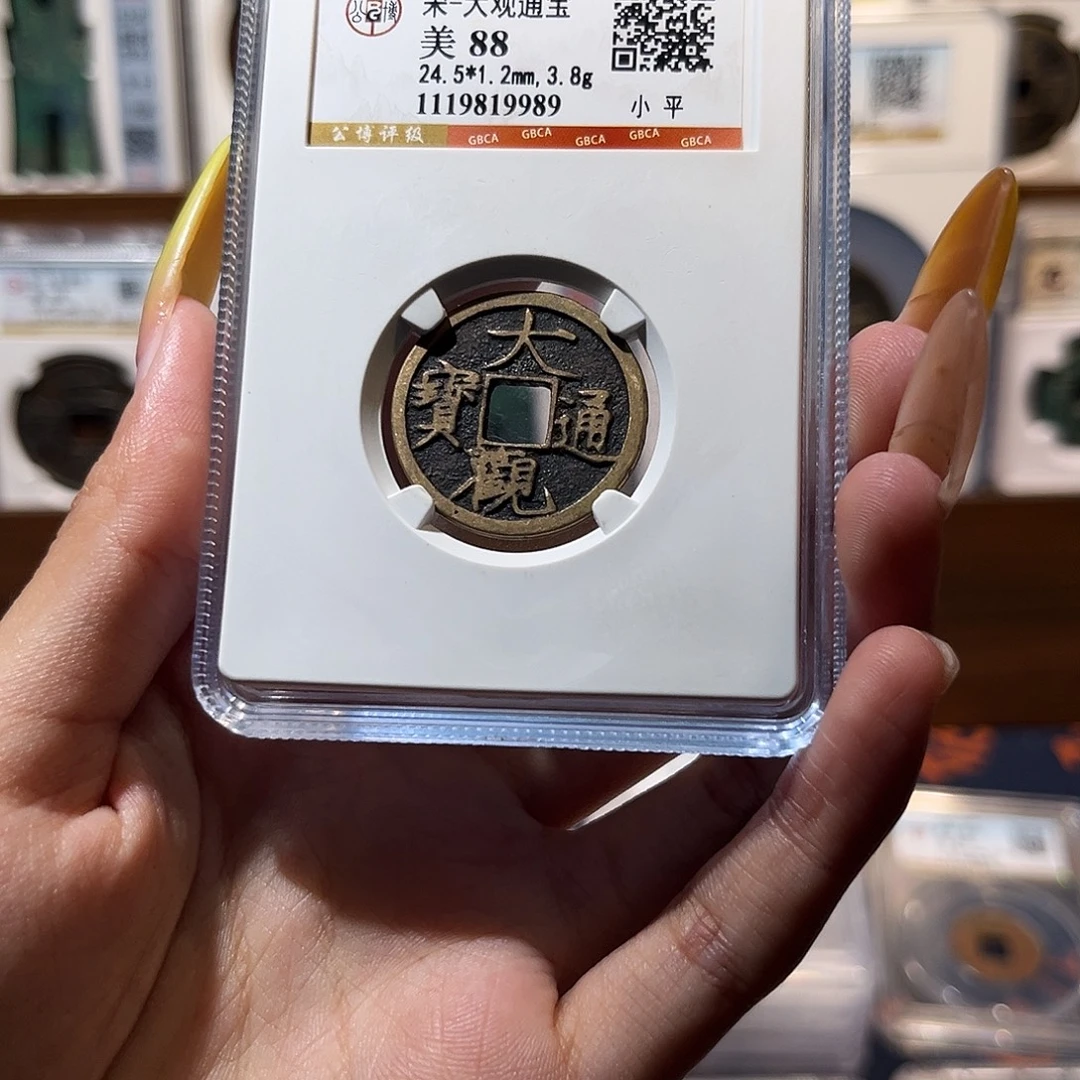 宋-大观通宝
美 88
24.5*1.2mm,3.8g
1119819989 小平
公博评级 GBCA GBCA GBCA GBCA GBCA
大
寶 通
觀